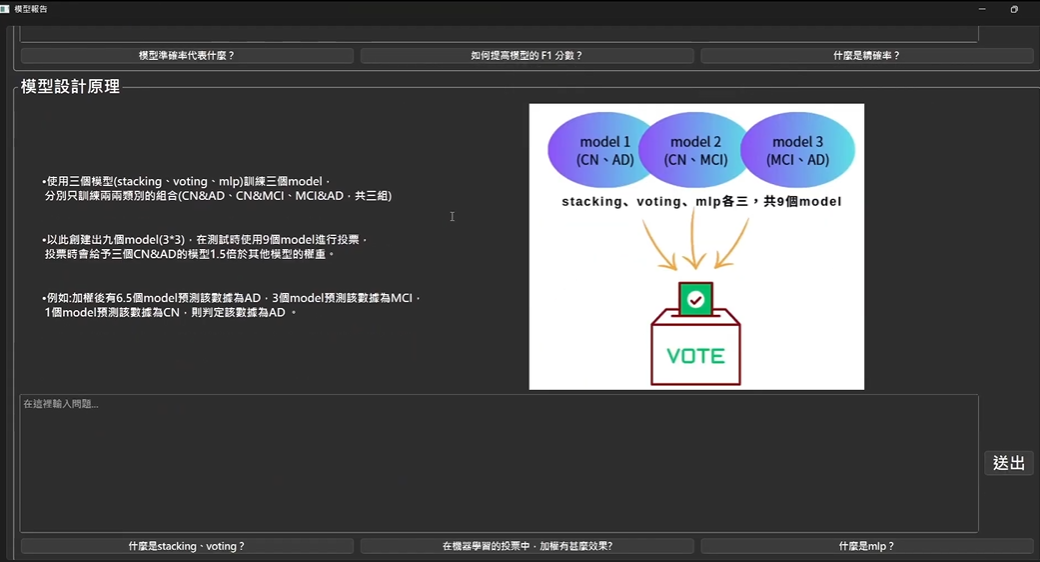 模型報告
模型準確率代表什麼？
如何提高模型的 F1 分數？
什麼是精確率？
模型設計原理
•使用三個模型(stacking、voting、mlp)訓練三個model，
分別只訓練兩兩類別的組合(CN&AD、CN&MCI、MCI&AD，共三組)
•以此創建出九個model(3*3)，在測試時使用9個model進行投票，
投票時會給予三個CN&AD的模型1.5倍於其他模型的權重。
•例如:加權後有6.5個model預測該數據為AD，3個model預測該數據為MCI，
1個model預測該數據為CN，則判定該數據為AD 。
model 1
(CN、AD)
model 2
(CN、MCI)
model 3
(MCI、AD)
stacking、voting、mlp各三，共9個model
VOTE
在這裡輸入問題...
送出
什麼是stacking、voting？
在機器學習的投票中，加權有甚麼效果?
什麼是mlp？